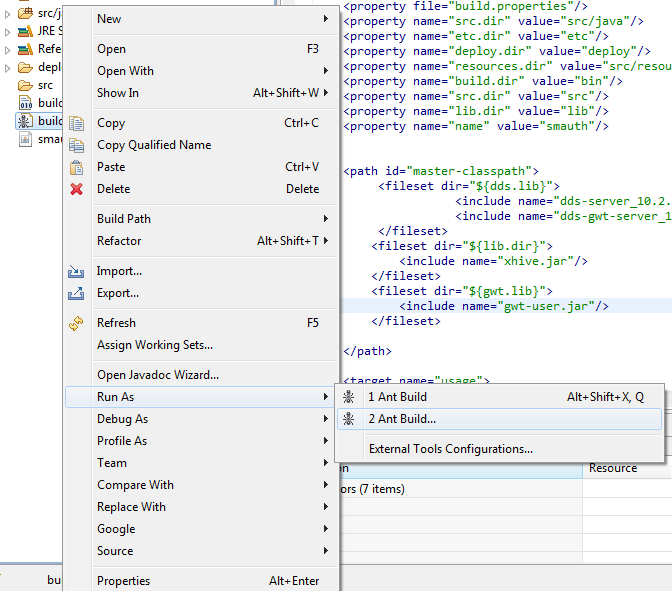 src/j
JRE S
Refe
depl
src
build
build
smau
New
Open F3
Open With
Show In Alt+Shift+W
Copy Ctrl+C
Copy Qualified Name
Paste Ctrl+V
Delete Delete
Build Path
Refactor Alt+Shift+T
Import...
Export...
Refresh F5
Assign Working Sets...
Open Javadoc Wizard...
Run As
Debug As
Profile As
Team
Compare With
Replace With
Google
Source
Properties Alt+Enter
1 Ant Build Alt+Shift+X, Q
2 Ant Build...
External Tools Configurations...
<property file="build.properties"/>
<property name="src.dir" value="src/java"/>
<property name="etc.dir" value="etc"/>
<property name="deploy.dir" value="deploy"/>
<property name="resources.dir" value="src/resou
<property name="build.dir" value="bin"/>
<property name="src.dir" value="src"/>
<property name="lib.dir" value="lib"/>
<property name="name" value="smauth"/>
<path id="master-classpath">
<fileset dir="${dds.lib}">
<include name="dds-server_10.2.
<include name="dds-gwt-server_1
</fileset>
<fileset dir="${lib.dir}">
<include name="xhive.jar"/>
</fileset>
<fileset dir="${gwt.lib}">
<include name="gwt-user.jar"/>
</fileset>
</path>
<target name="usage">
on Resource
ors (7 items)
bu